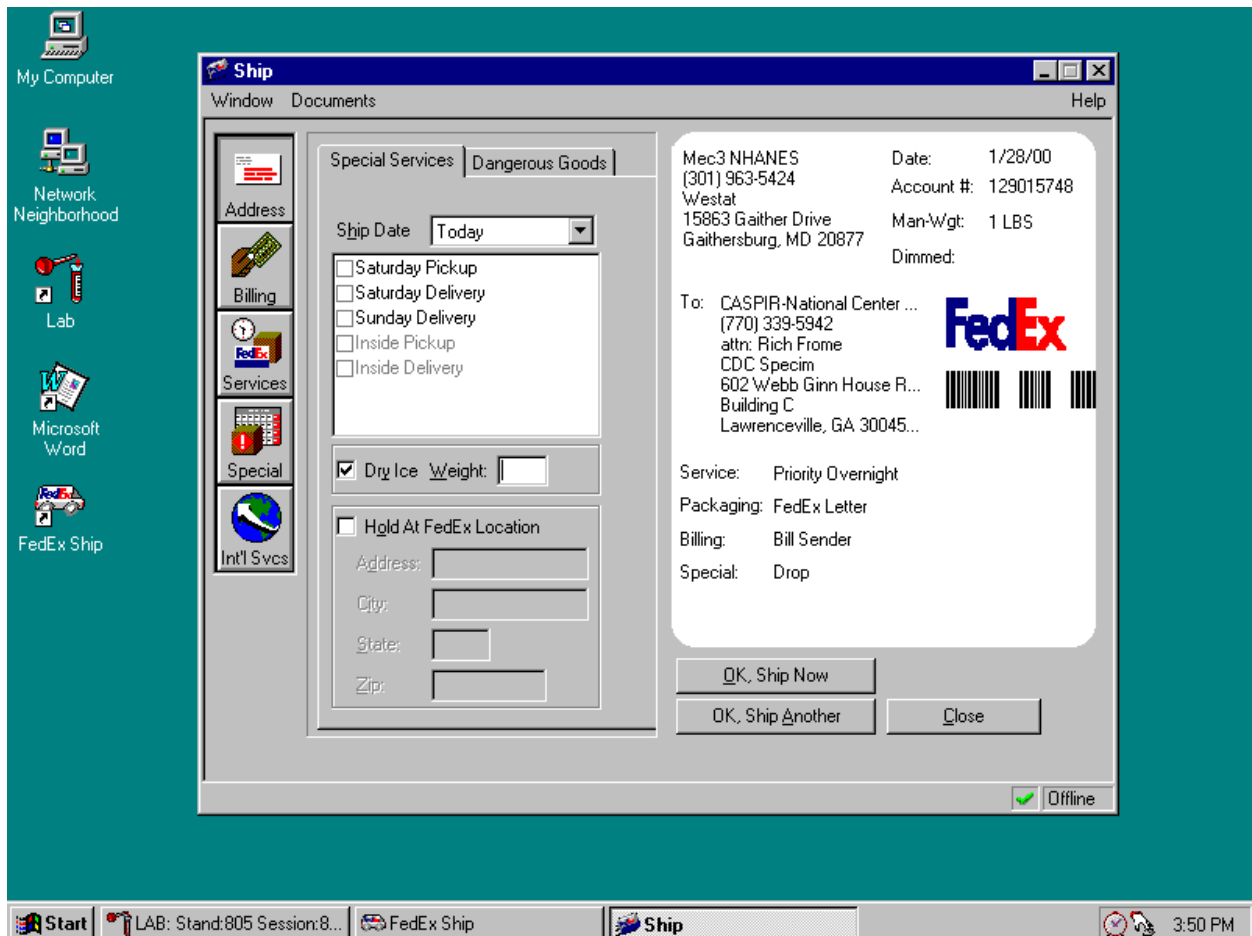 My Computer
Network
Neighborhood
Lab
Microsoft
Word
FedEx Ship
Ship
Window Documents Help
Address
Billing
FedEx
Services
Special
Int'l Svcs
Special Services Dangerous Goods
Ship Date Today
Saturday Pickup
Saturday Delivery
Sunday Delivery
Inside Pickup
Inside Delivery
Dry Ice Weight:
Hold At FedEx Location
Address:
City:
State:
Zip:
Mec3 NHANES
(301) 963-5424
Westat
15863 Gaither Drive
Gaithersburg, MD 20877
Date: 1/28/00
Account #: 129015748
Man-Wgt: 1 LBS
Dimmed:
To: CASPIR-National Center ...
(770) 339-5942
attn: Rich Frome
CDC Specim
602 Webb Ginn House R...
Building C
Lawrenceville, GA 30045...
FedEx
Service: Priority Overnight
Packaging: FedEx Letter
Billing: Bill Sender
Special: Drop
OK, Ship Now
OK, Ship Another Close
Offline
Start LAB: Stand:805 Session:8... FedEx Ship Ship 3:50 PM